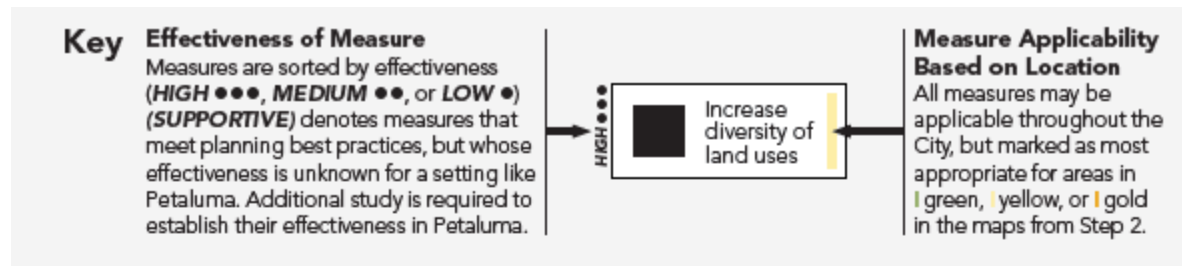 Key
Effectiveness of Measure
Measures are sorted by effectiveness
(HIGH ●●●, MEDIUM ●●, or LOW ●)
(SUPPORTIVE) denotes measures that
meet planning best practices, but whose
effectiveness is unknown for a setting like
Petaluma. Additional study is required to
establish their effectiveness in Petaluma.
HIGH ●●●
Increase
diversity of
land uses
Measure Applicability
Based on Location
All measures may be
applicable throughout the
City, but marked as most
appropriate for areas in
green, yellow, or gold
in the maps from Step 2.